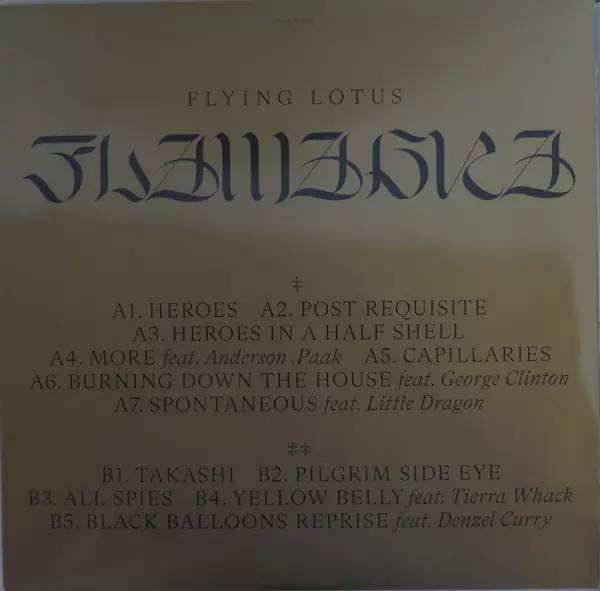 FLYING LOTUS
FLAMAGRA
‡
A1. HEROES A2. POST REQUISITE
A3. HEROES IN A HALF SHELL
A4. MORE feat. Anderson .Paak A5. CAPILLARIES
A6. BURNING DOWN THE HOUSE feat. George Clinton
A7. SPONTANEOUS feat. Little Dragon
‡‡
B1. TAKASHI B2. PILGRIM SIDE EYE
B3. ALL SPIES B4. YELLOW BELLY feat. Tierra Whack
B5. BLACK BALLOONS REPRISE feat. Denzel Curry